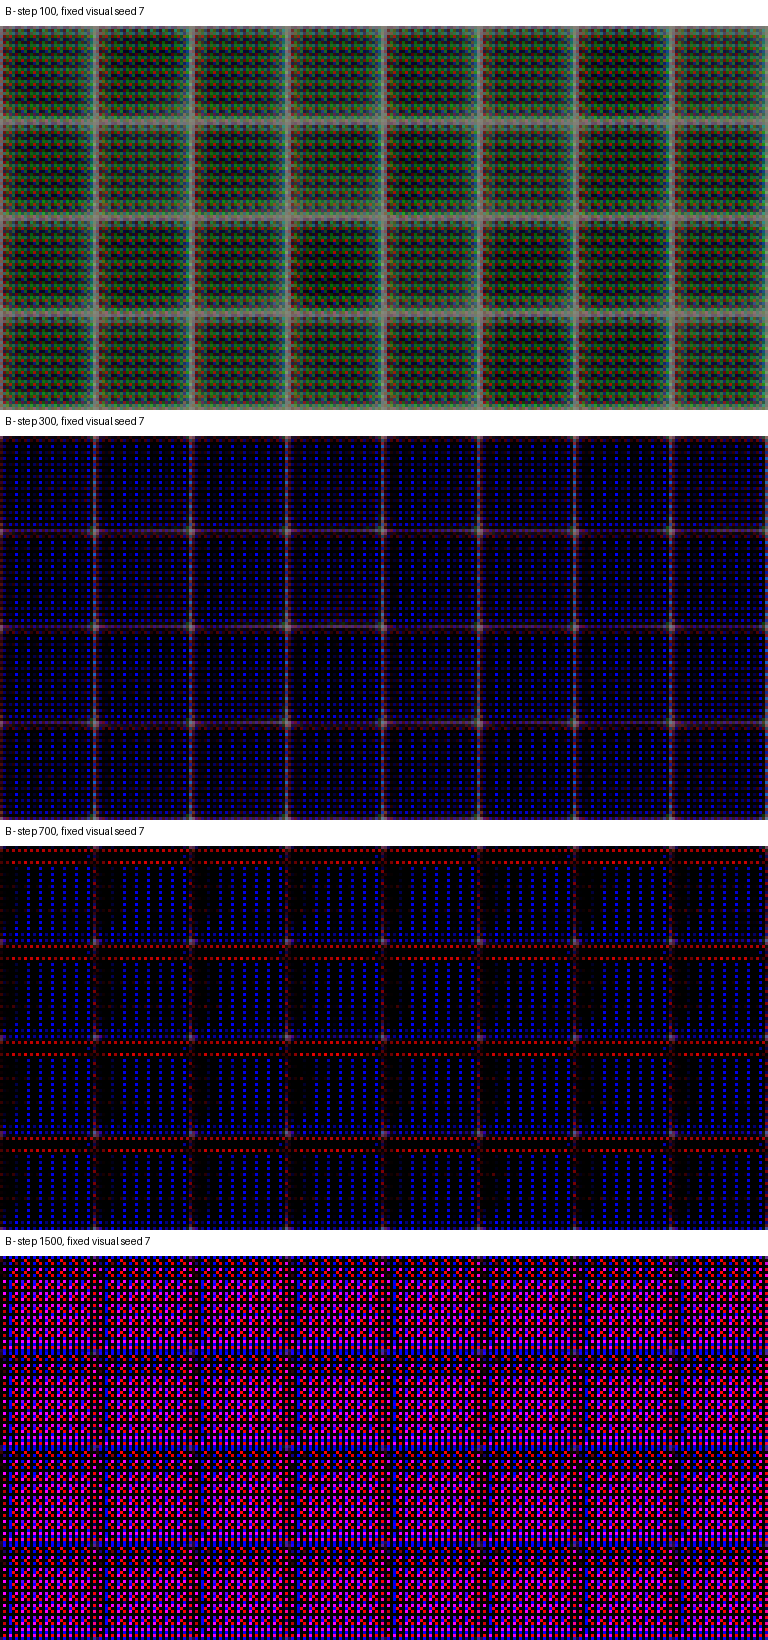 B - step 100, fixed visual seed 7
B - step 300, fixed visual seed 7
B - step 700, fixed visual seed 7
B - step 1500, fixed visual seed 7